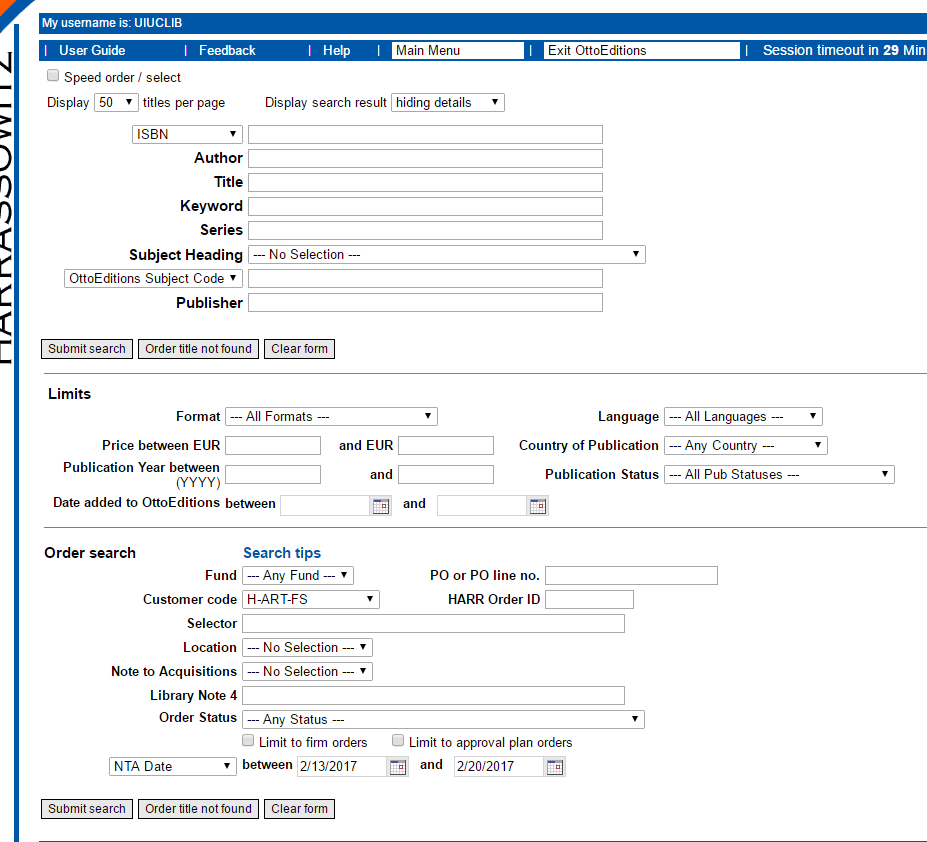 My username is: UIUCLIB
| User Guide | Feedback | Help | Main Menu | Exit OttoEditions | Session timeout in 29 Min
HARRASSOWITZ
Speed order / select
Display 50 titles per page Display search result hiding details
ISBN
Author
Title
Keyword
Series
Subject Heading --- No Selection ---
OttoEditions Subject Code
Publisher
Submit search Order title not found Clear form
Limits
Format --- All Formats --- Language --- All Languages ---
Price between EUR and EUR Country of Publication --- Any Country ---
Publication Year between
(YYYY) and Publication Status --- All Pub Statuses ---
Date added to OttoEditions between and
Order search Search tips
Fund --- Any Fund --- PO or PO line no.
Customer code H-ART-FS HARR Order ID
Selector
Location --- No Selection ---
Note to Acquisitions --- No Selection ---
Library Note 4
Order Status --- Any Status ---
Limit to firm orders Limit to approval plan orders
NTA Date between 2/13/2017 and 2/20/2017
Submit search Order title not found Clear form